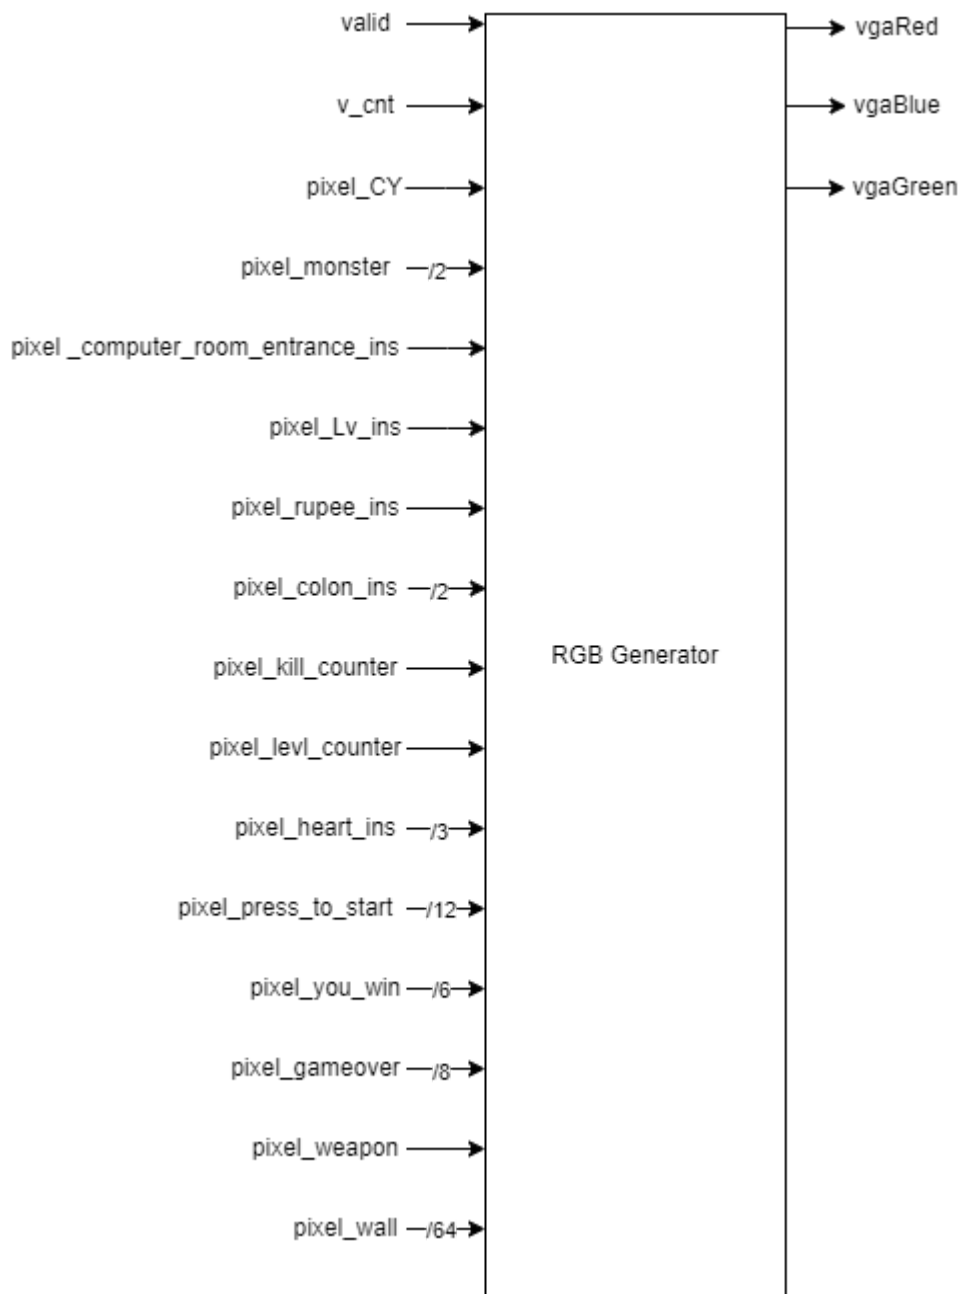 valid
vgaRed
v_cnt
vgaBlue
pixel_CY
vgaGreen
pixel_monster /2
pixel _computer_room_entrance_ins
pixel_Lv_ins
pixel_rupee_ins
pixel_colon_ins /2
RGB Generator
pixel_kill_counter
pixel_levl_counter
pixel_heart_ins /3
pixel_press_to_start /12
pixel_you_win /6
pixel_gameover /8
pixel_weapon
pixel_wall /64